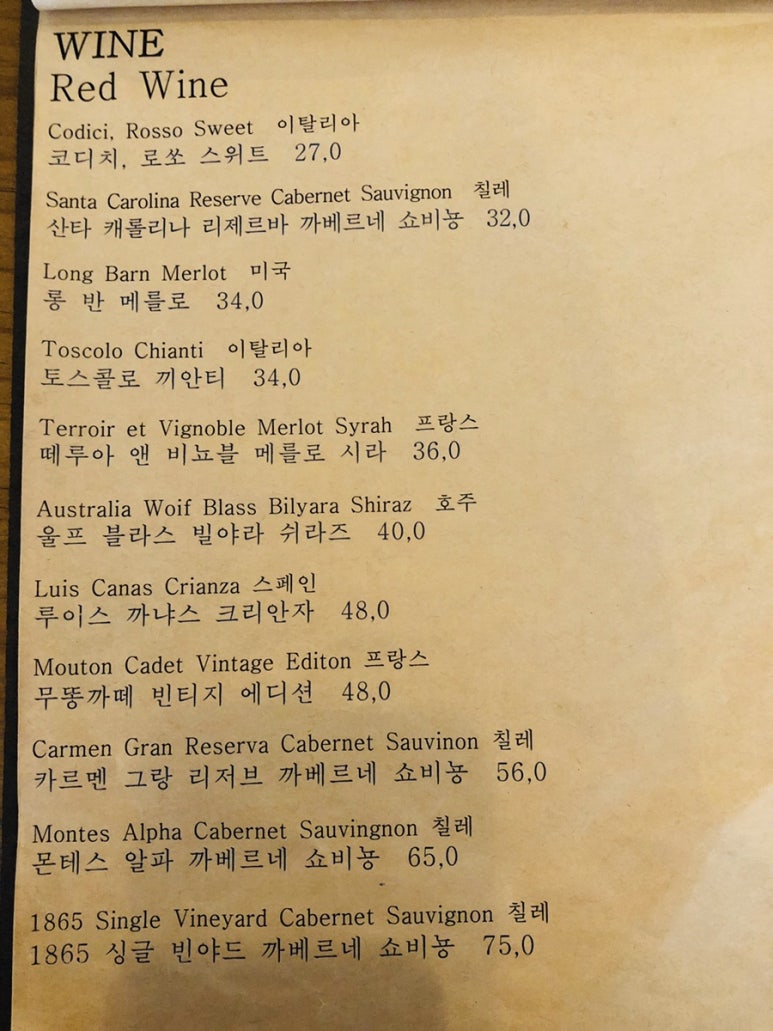 WINE
Red Wine
Codici, Rosso Sweet 이탈리아
코디치, 로쏘 스위트 27,0
Santa Carolina Reserve Cabernet Sauvignon 칠레
산타 캐롤리나 리제르바 까베르네 쇼비뇽 32,0
Long Barn Merlot 미국
롱 반 메를로 34,0
Toscolo Chianti 이탈리아
토스콜로 끼안티 34,0
Terroir et Vignoble Merlot Syrah 프랑스
떼루아 앤 비뇨블 메를로 시라 36,0
Australia Woif Blass Bilyara Shiraz 호주
울프 블라스 빌야라 쉬라즈 40,0
Luis Canas Crianza 스페인
루이스 까냐스 크리안자 48,0
Mouton Cadet Vintage Editon 프랑스
무똥까떼 빈티지 에디션 48,0
Carmen Gran Reserva Cabernet Sauvinon 칠레
카르멘 그랑 리저브 까베르네 쇼비뇽 56,0
Montes Alpha Cabernet Sauvingnon 칠레
몬테스 알파 까베르네 쇼비뇽 65,0
1865 Single Vineyard Cabernet Sauvignon 칠레
1865 싱글 빈야드 까베르네 쇼비뇽 75,0